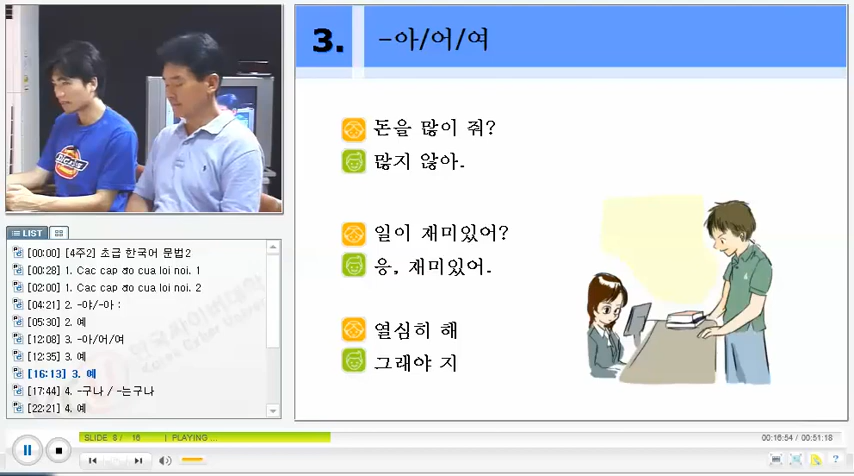 3. -아/어/여
돈을 많이 줘?
많지 않아.
일이 재미있어?
응, 재미있어.
열심히 해
그래야 지
LIST
[00:00] [4주2] 초급 한국어 문법2
[00:28] 1. Cac cap đo cua loi noi. 1
[02:00] 1. Cac cap đo cua loi noi. 2
[04:21] 2. -야/-아 :
[05:30] 2. 예
[12:08] 3. -아/어/여
[12:35] 3. 예
[16:13] 3. 예
[17:44] 4. -구나 / -는구나
[22:21] 4. 예
SLIDE 8 / 16 | PLAYING ...
00:16:54 / 00:51:18